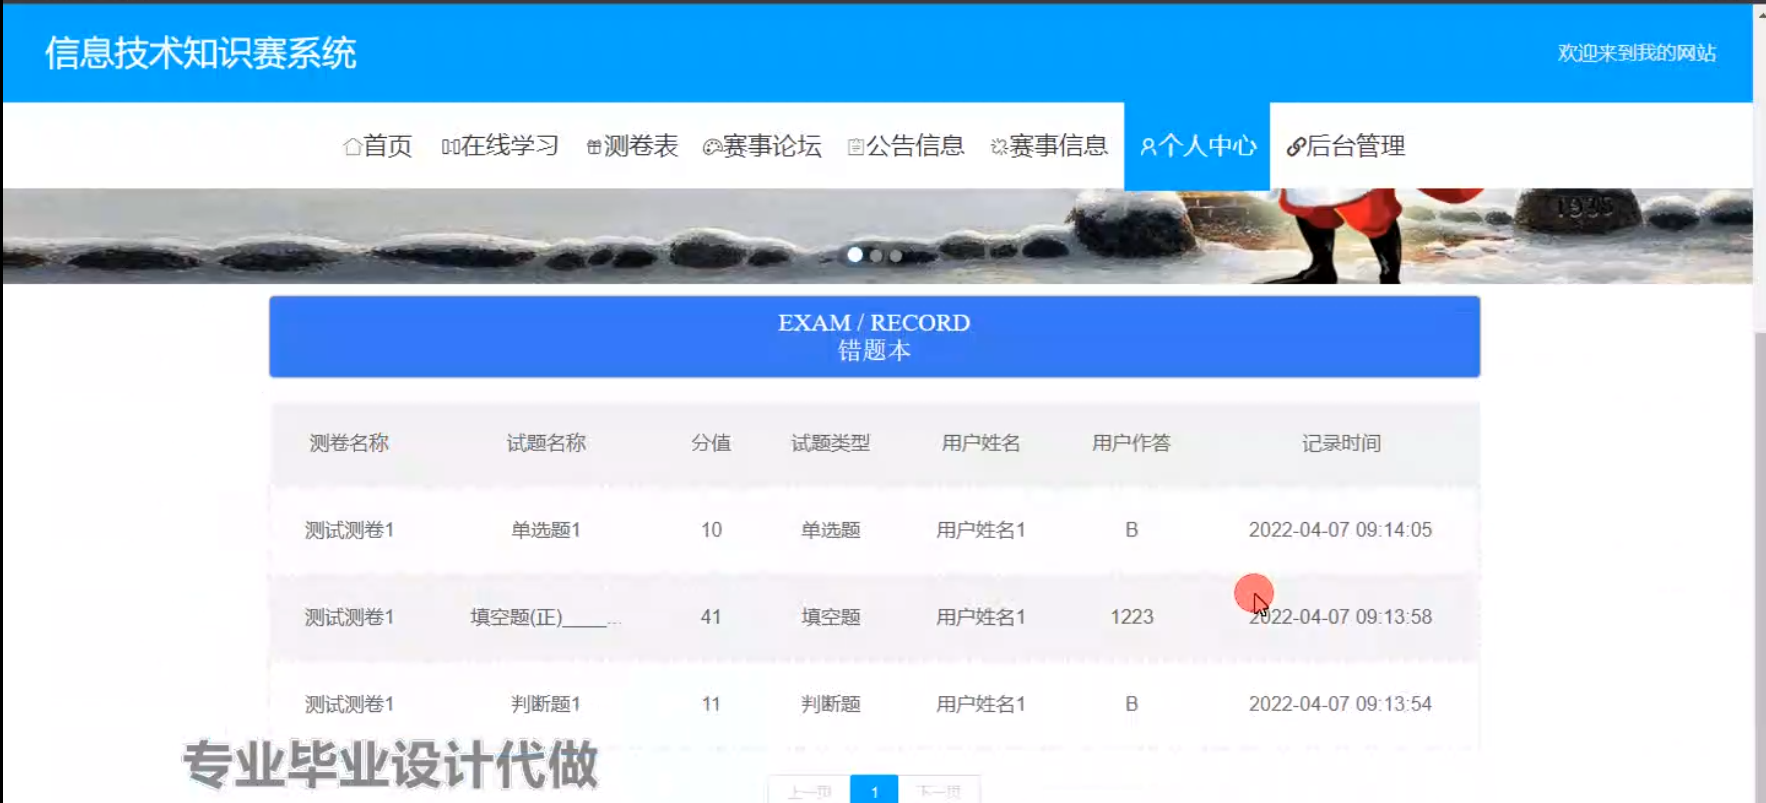 信息技术知识赛系统
欢迎来到我的网站
首页 在线学习 测卷表 赛事论坛 公告信息 赛事信息 个人中心 后台管理
1935
EXAM / RECORD
错题本
测卷名称 试题名称 分值 试题类型 用户姓名 用户作答 记录时间
测试测卷1 单选题1 10 单选题 用户姓名1 B 2022-04-07 09:14:05
测试测卷1 填空题(正)____... 41 填空题 用户姓名1 1223 2022-04-07 09:13:58
测试测卷1 判断题1 11 判断题 用户姓名1 B 2022-04-07 09:13:54
专业毕业设计代做
上一页 1 下一页